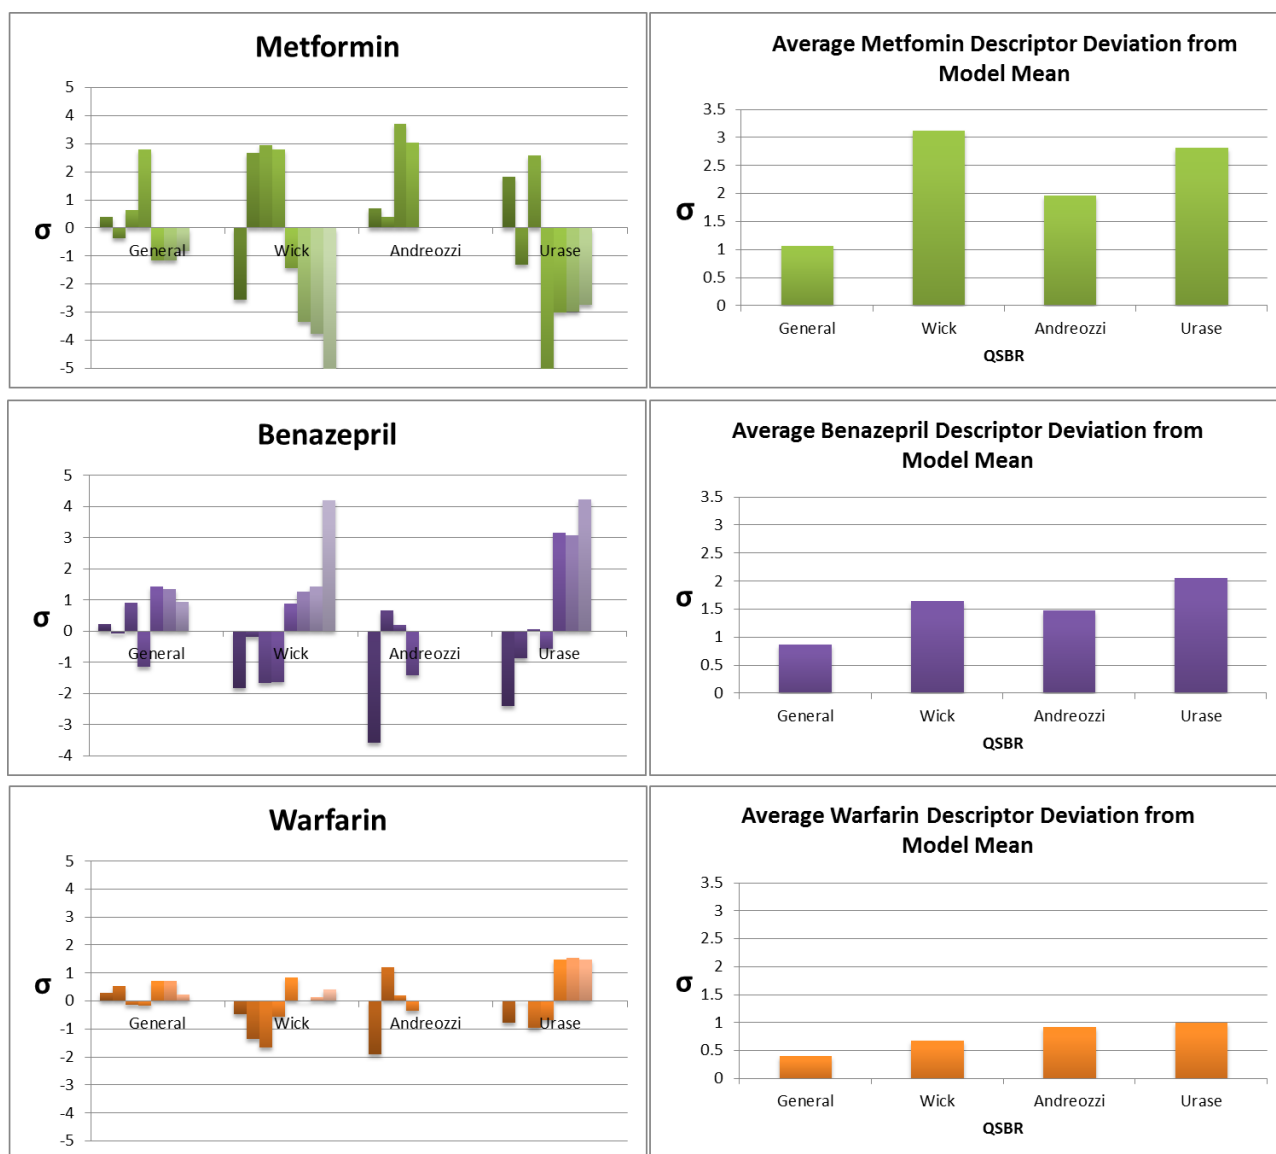 Metformin
5
4
3
2
1
0
-1
-2
-3
-4
-5
σ
General
Wick
Andreozzi
Urase
Average Metfomin Descriptor Deviation from
Model Mean
3.5
3
2.5
2
1.5
1
0.5
0
σ
General
Wick
Andreozzi
Urase
QSBR
Benazepril
5
4
3
2
1
0
-1
-2
-3
-4
σ
General
Wick
Andreozzi
Urase
Average Benazepril Descriptor Deviation from
Model Mean
3.5
3
2.5
2
1.5
1
0.5
0
σ
General
Wick
Andreozzi
Urase
QSBR
Warfarin
5
4
3
2
1
0
-1
-2
-3
-4
-5
σ
General
Wick
Andreozzi
Urase
Average Warfarin Descriptor Deviation from
Model Mean
3.5
3
2.5
2
1.5
1
0.5
0
σ
General
Wick
Andreozzi
Urase
QSBR